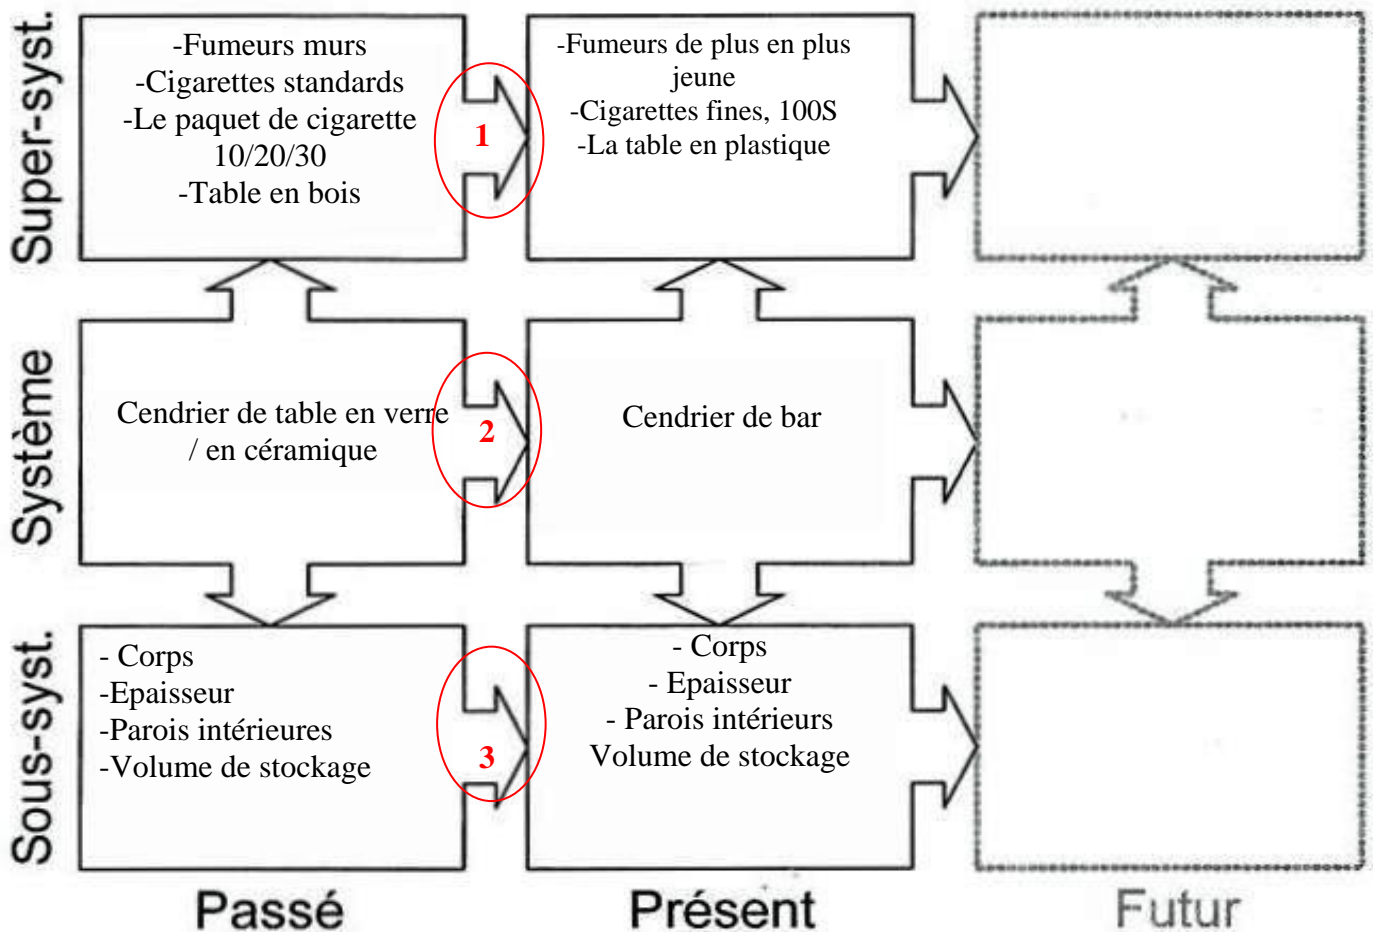 Super-syst.
-Fumeurs murs
-Cigarettes standards
-Le paquet de cigarette
10/20/30
-Table en bois
1
-Fumeurs de plus en plus
jeune
-Cigarettes fines, 100S
-La table en plastique
Système
Cendrier de table en verre
/ en céramique
2
Cendrier de bar
Sous-syst.
- Corps
-Epaisseur
-Parois intérieures
-Volume de stockage
3
- Corps
- Epaisseur
- Parois intérieurs
Volume de stockage
Passé
Présent
Futur